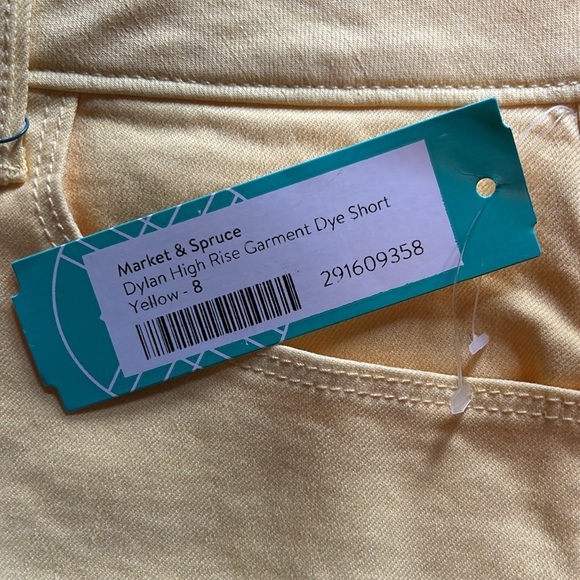 Market & Spruce
Dylan High Rise Garment Dye Short
Yellow - 8
291609358